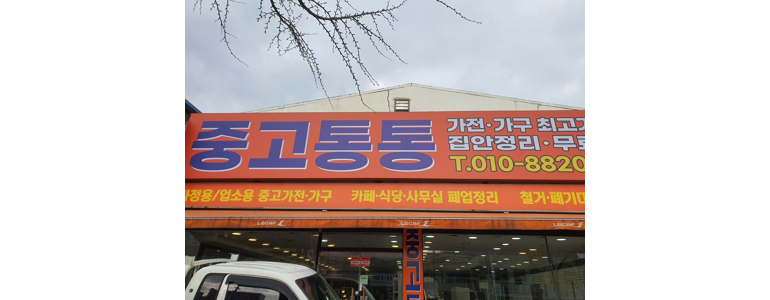 중고통통
가전·가구 최고가
집안정리·무료
T.010-8820
가정용/업소용 중고가전·가구 카페·식당·사무실 폐업정리 철거·폐기
중고